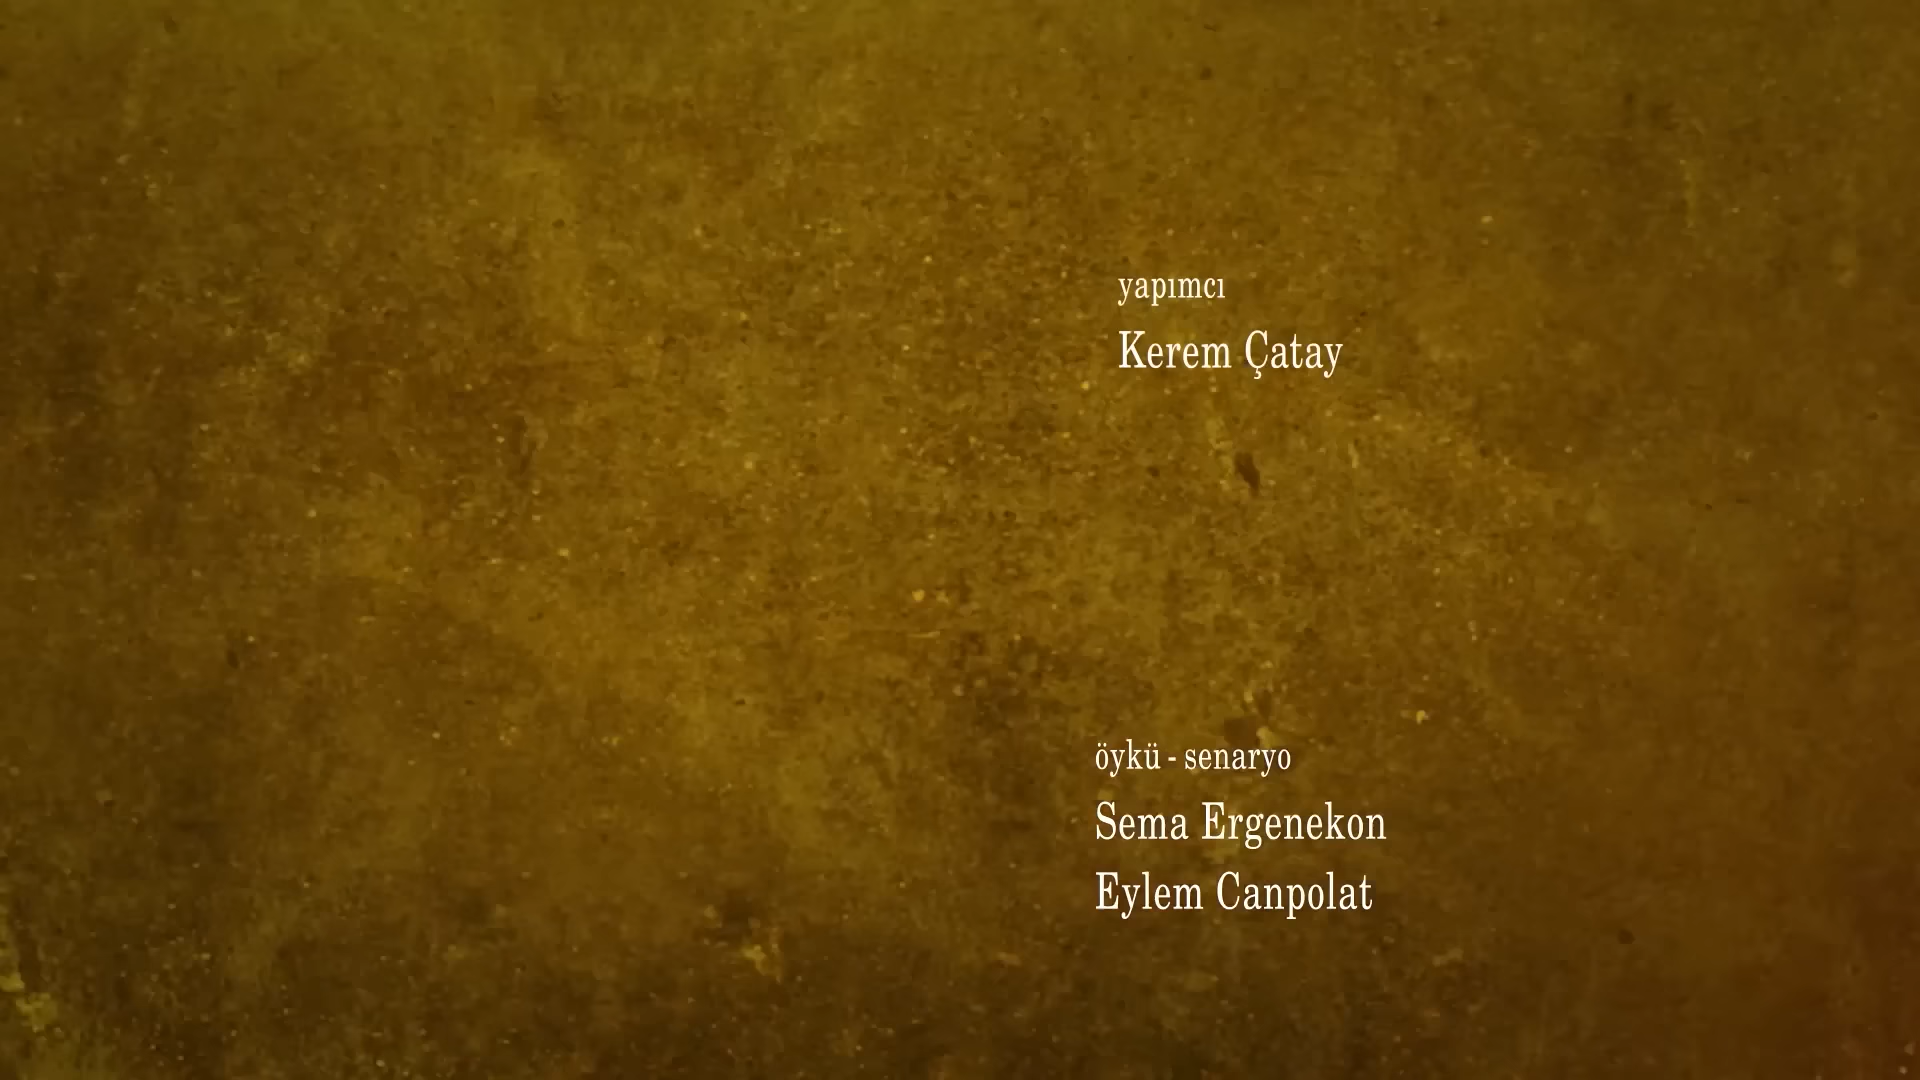 yapımcı
Kerem Çatay
öykü - senaryo
Sema Ergenekon
Eylem Canpolat